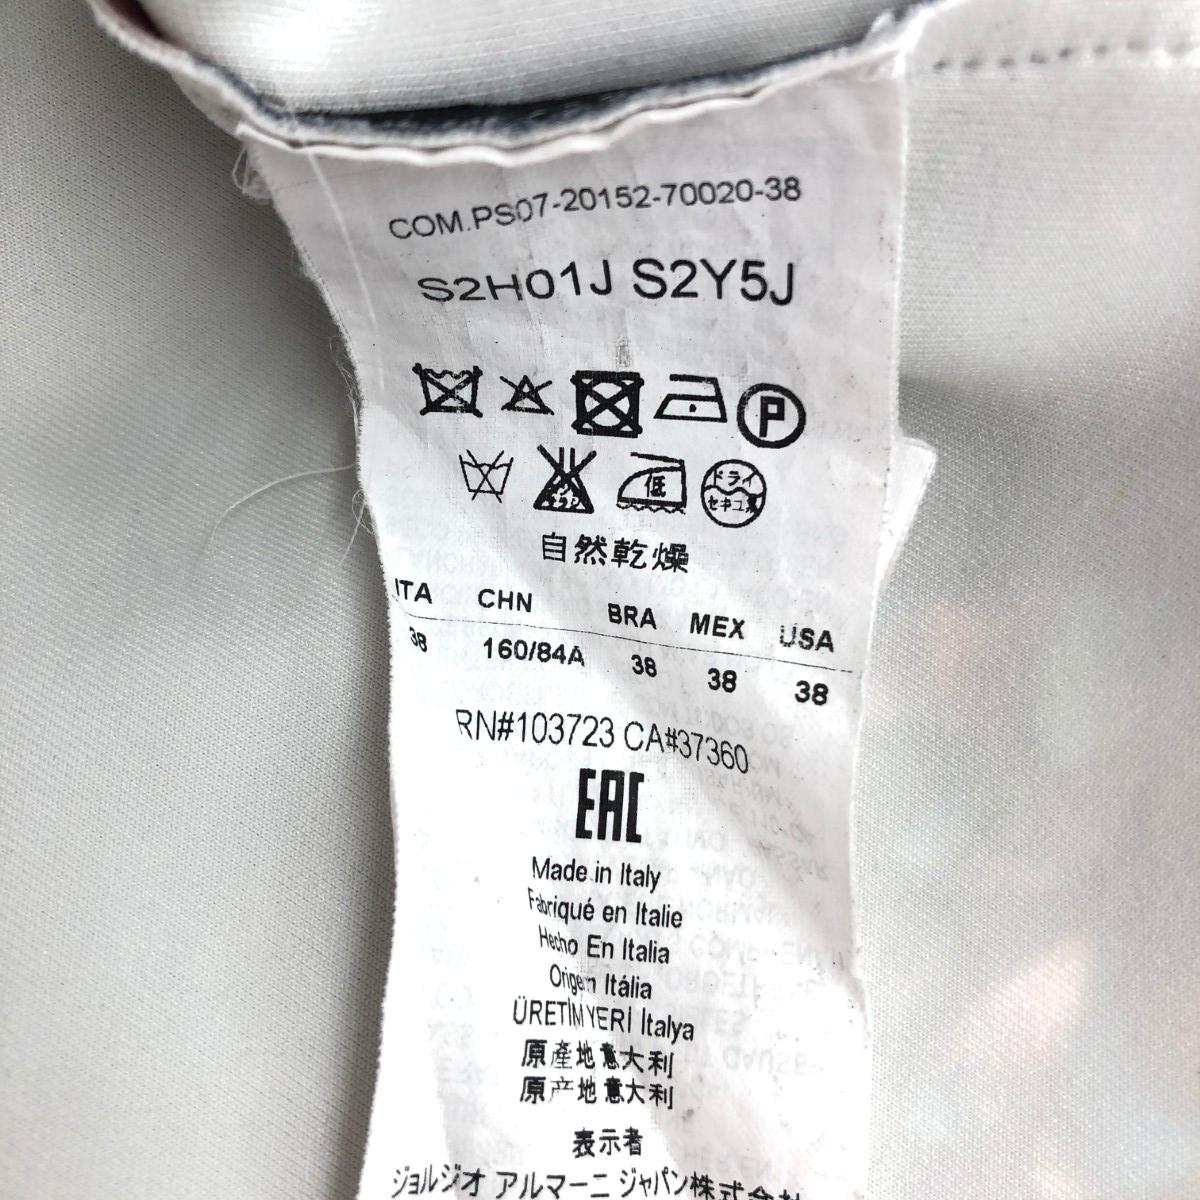 COM.PS07-20152-70020-38
S2H01J S2Y5J
P
低
ドライ
セキユ系
自然乾燥
ITA CHN BRA MEX USA
38 160/84A 38 38 38
RN#103723 CA#37360
EAC
Made in Italy
Fabriqué en Italie
Hecho En Italia
Origem Itália
ÜRETİM YERİ İtalya
原產地意大利
原产地意大利
表示者
ジョルジオ アルマーニ ジャパン株式会社